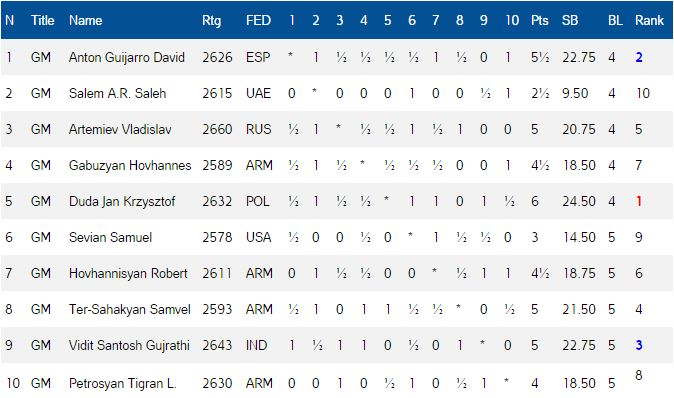 N Title Name Rtg FED 1 2 3 4 5 6 7 8 9 10 Pts SB BL Rank
1 GM Anton Guijarro David 2626 ESP * 1 ½ ½ ½ ½ 1 ½ 0 1 5½ 22.75 4 2
2 GM Salem A.R. Saleh 2615 UAE 0 * 0 0 0 1 0 0 ½ 1 2½ 9.50 4 10
3 GM Artemiev Vladislav 2660 RUS ½ 1 * ½ ½ 1 ½ 1 0 0 5 20.75 4 5
4 GM Gabuzyan Hovhannes 2589 ARM ½ 1 ½ * ½ ½ ½ 0 0 1 4½ 18.50 4 7
5 GM Duda Jan Krzysztof 2632 POL ½ 1 ½ ½ * 1 1 0 1 ½ 6 24.50 4 1
6 GM Sevian Samuel 2578 USA ½ 0 0 ½ 0 * 1 ½ ½ 0 3 14.50 5 9
7 GM Hovhannisyan Robert 2611 ARM 0 1 ½ ½ 0 0 * ½ 1 1 4½ 18.75 5 6
8 GM Ter-Sahakyan Samvel 2593 ARM ½ 1 0 1 1 ½ ½ * 0 ½ 5 21.50 5 4
9 GM Vidit Santosh Gujrathi 2643 IND 1 ½ 1 1 0 ½ 0 1 * 0 5 22.75 5 3
10 GM Petrosyan Tigran L. 2630 ARM 0 0 1 0 ½ 1 0 ½ 1 * 4 18.50 5 8